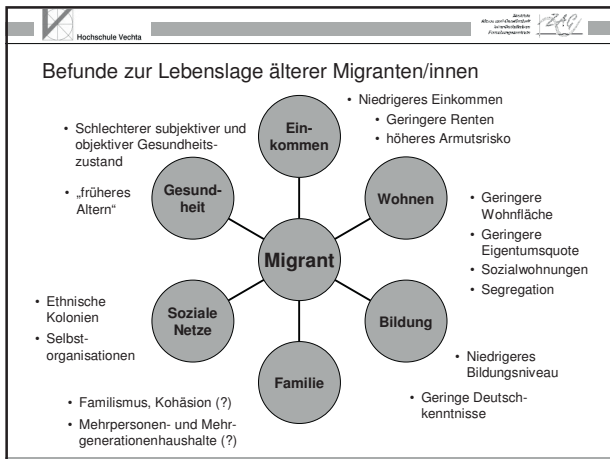 Hochschule Vechta
ZAG
Befunde zur Lebenslage älterer Migranten/innen
• Schlechterer subjektiver und
objektiver Gesundheits-
zustand
• „früheres
Altern“
Ein-
kommen
• Niedrigeres Einkommen
• Geringere Renten
• höheres Armutsrisiko
Gesund-
heit
Wohnen
• Geringere
Wohnfläche
• Geringere
Eigentumsquote
• Sozialwohnungen
• Segregation
Migrant
• Ethnische
Kolonien
• Selbst-
organisationen
Soziale
Netze
Bildung
• Niedrigeres
Bildungsniveau
• Geringe Deutsch-
kenntnisse
Familie
• Familismus, Kohäsion (?)
• Mehrpersonen- und Mehr-
generationenhaushalte (?)